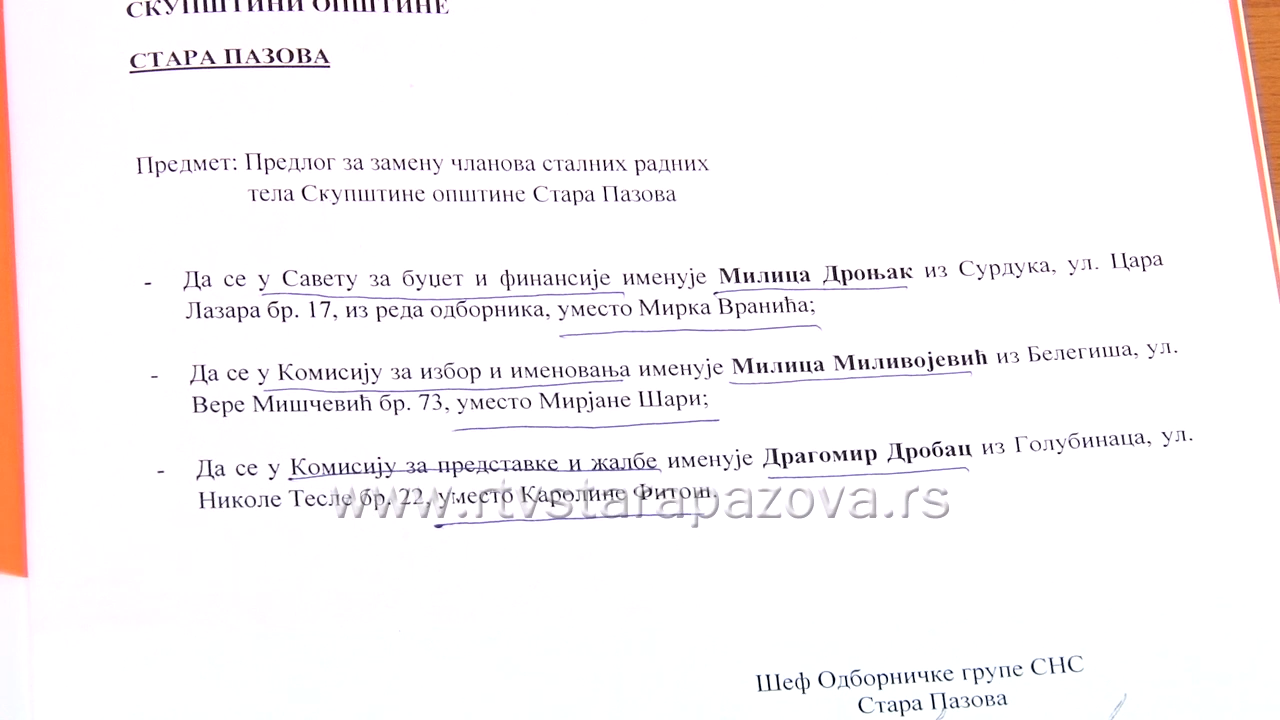 СКУПШТИНИ ОПШТИНЕ
СТАРА ПАЗОВА
Предмет: Предлог за замену чланова сталних радних
тела Скупштине општине Стара Пазова
- Да се у Савету за буџет и финансије именује Милица Дроњак из Сурдука, ул. Цара
Лазара бр. 17, из реда одборника, уместо Мирка Вранића;
- Да се у Комисију за избор и именовања именује Милица Миливојевић из Белегиша, ул.
Вере Мишчевић бр. 73, уместо Мирјане Шари;
- Да се у Комисију за представке и жалбе именује Драгомир Дробац из Голубинаца, ул.
Николе Тесле бр. 22, уместо Каролине Фитош.
www.rtvstarapazova.rs
Шеф Одборничке групе СНС
Стара Пазова